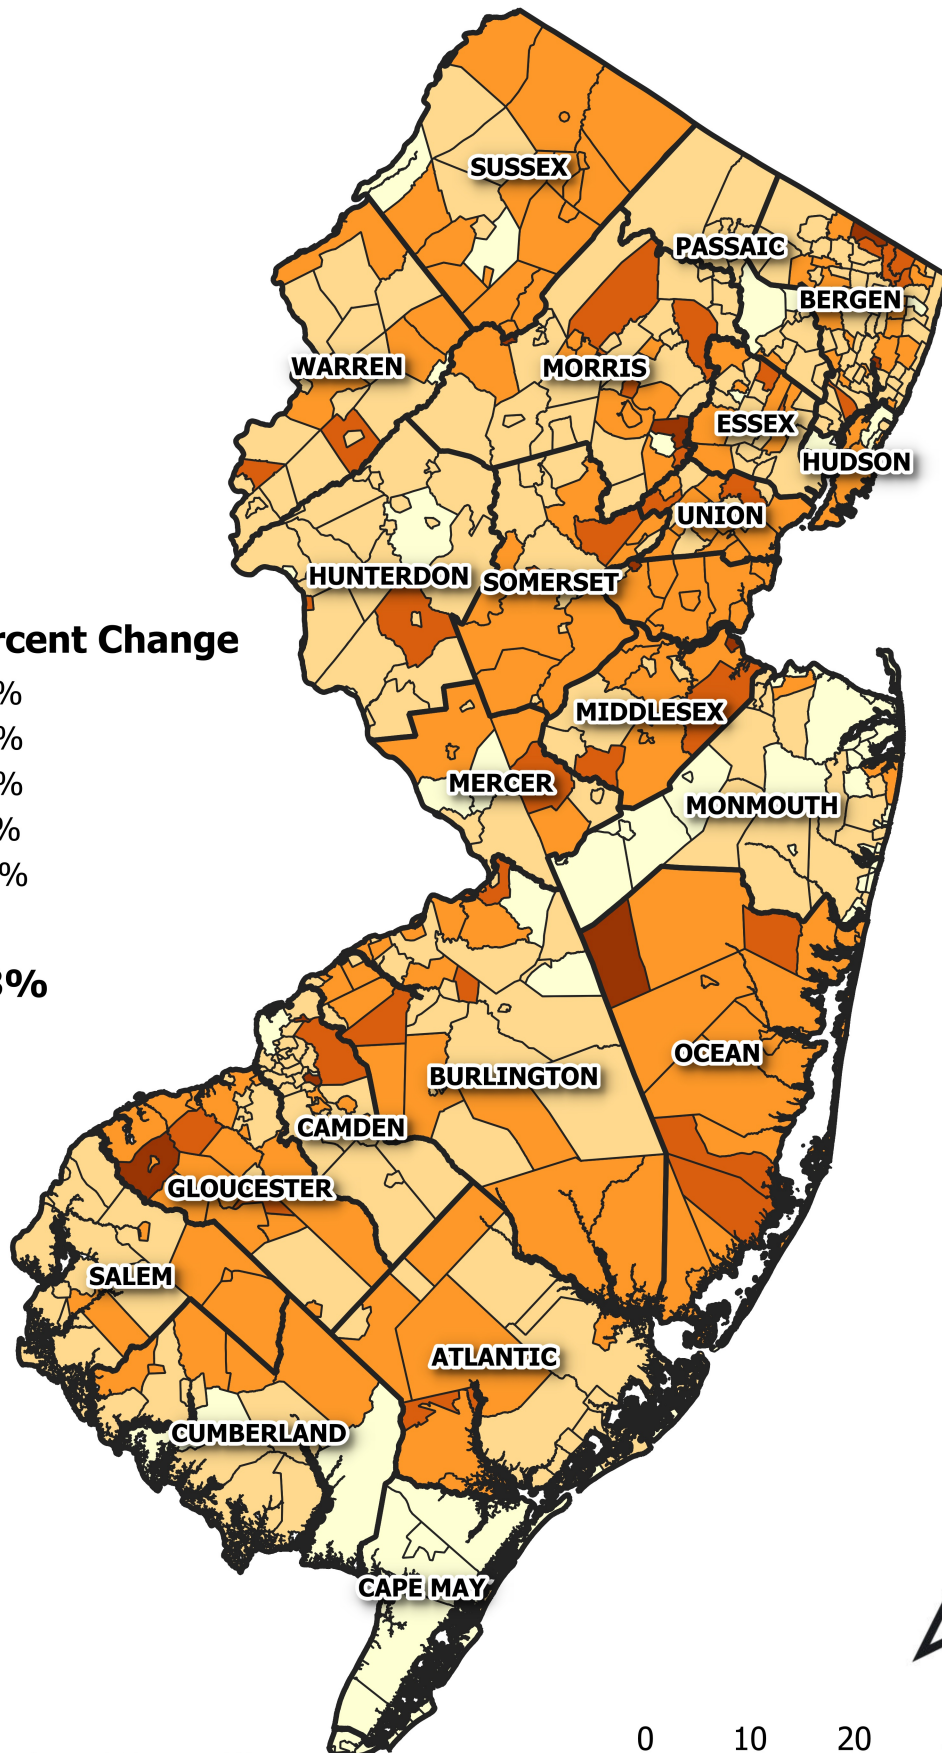 SUSSEX
PASSAIC
BERGEN
WARREN
MORRIS
ESSEX
HUDSON
UNION
HUNTERDON
SOMERSET
rcent Change
%
%
%
%
%
MIDDLESEX
MERCER
MONMOUTH
%
OCEAN
BURLINGTON
CAMDEN
GLOUCESTER
SALEM
ATLANTIC
CUMBERLAND
CAPE MAY
0 10 20